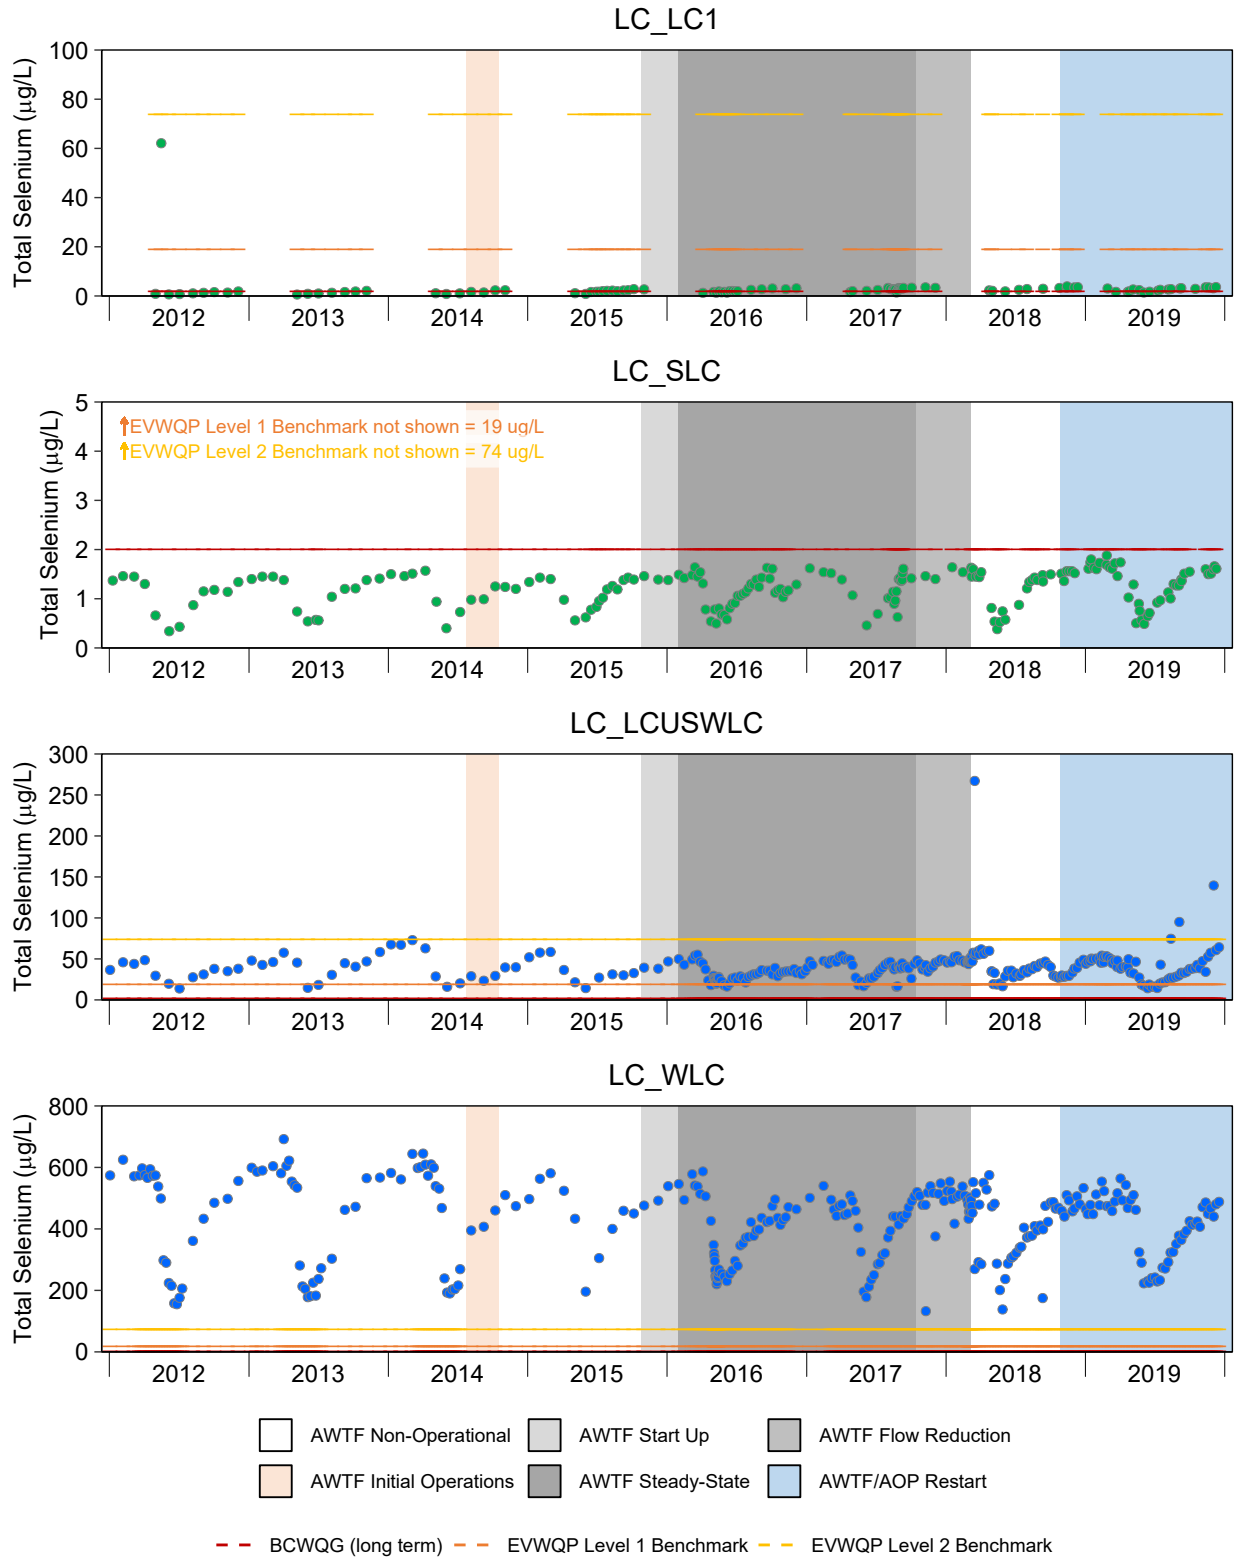 LC_LC1
Total Selenium (µg/L)
100
80
60
40
20
0
2012 2013 2014 2015 2016 2017 2018 2019
LC_SLC
Total Selenium (µg/L)
5
4
3
2
1
0
EVWQP Level 1 Benchmark not shown = 19 ug/L
EVWQP Level 2 Benchmark not shown = 74 ug/L
2012 2013 2014 2015 2016 2017 2018 2019
LC_LCUSWLC
Total Selenium (µg/L)
300
250
200
150
100
50
0
2012 2013 2014 2015 2016 2017 2018 2019
LC_WLC
Total Selenium (µg/L)
800
600
400
200
0
2012 2013 2014 2015 2016 2017 2018 2019
AWTF Non-Operational AWTF Start Up AWTF Flow Reduction
AWTF Initial Operations AWTF Steady-State AWTF/AOP Restart
BCWQG (long term) EVWQP Level 1 Benchmark EVWQP Level 2 Benchmark